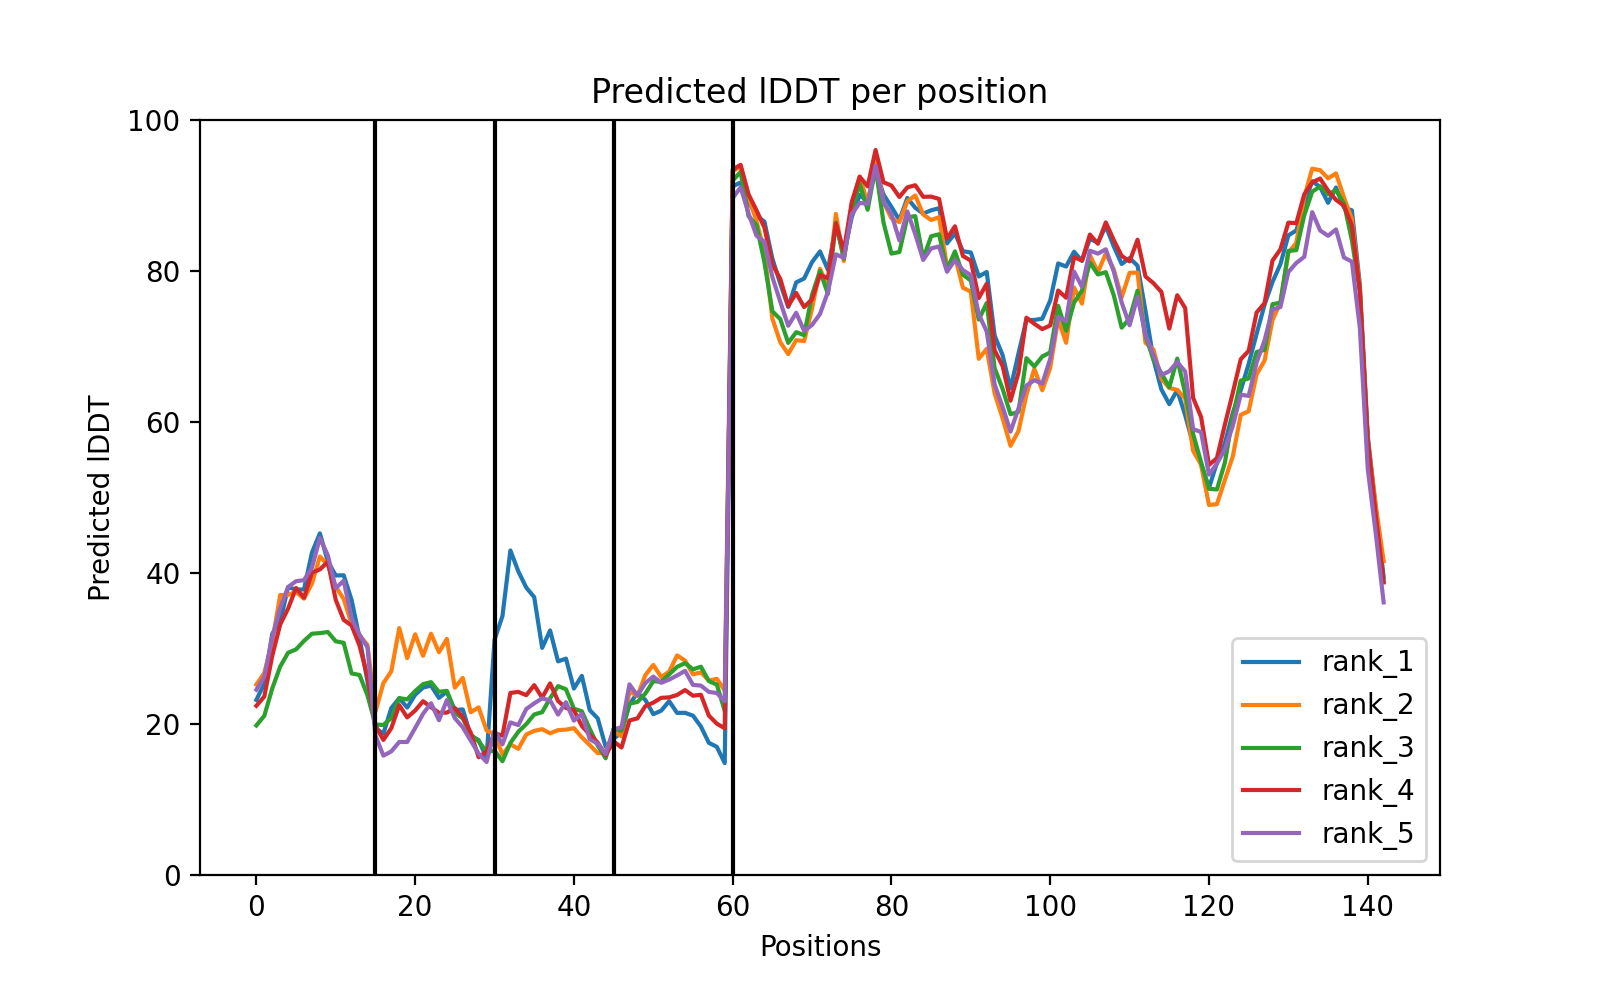 Predicted lDDT per position
100
80
60
40
20
0
Predicted lDDT
0 20 40 60 80 100 120 140
Positions
rank_1
rank_2
rank_3
rank_4
rank_5